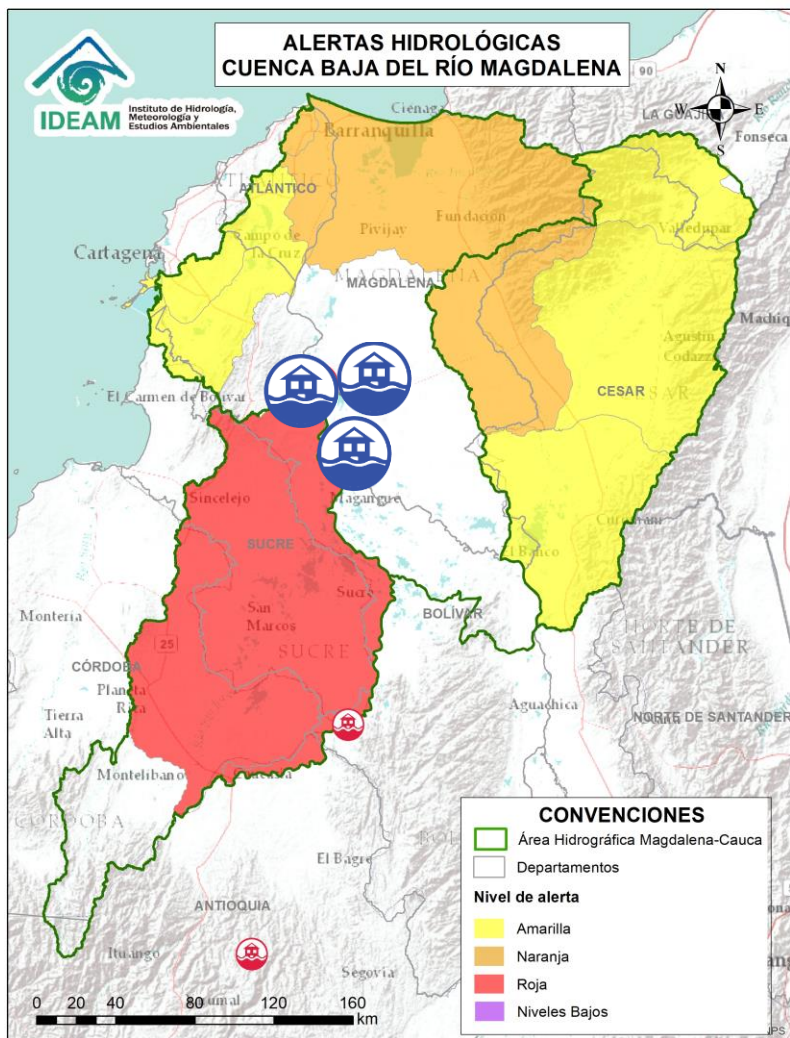 ALERTAS HIDROLÓGICAS
CUENCA BAJA DEL RÍO MAGDALENA
IDEAM
Instituto de Hidrología,
Meteorología y
Estudios Ambientales
N
W
E
S
90
LA GUAJIRA
Fonseca
Ciénaga
Barranquilla
ATLÁNTICO
Cartagena
Campo de
la Cruz
Pivijay
Fundación
Valledupar
MAGDALENA
MAGDALENA
Agustín
Codazzi
CESAR
El Carmen de Bolívar
Sincelejo
Magangué
SUCRE
Curumaní
El Banco
Sucre
San
Marcos
SUCRE
BOLÍVAR
Montería
25
CÓRDOBA
Planeta
Rica
Tierra
Alta
NORTE DE
SANTANDER
Aguachica
NORTE DE SANTANDER
Montelíbano
CÓRDOBA
El Bagre
ANTIOQUIA
Ituango
Segovia
0 20 40 80 120 160
km
CONVENCIONES
Área Hidrográfica Magdalena-Cauca
Departamentos
Nivel de alerta
Amarilla
Naranja
Roja
Niveles Bajos